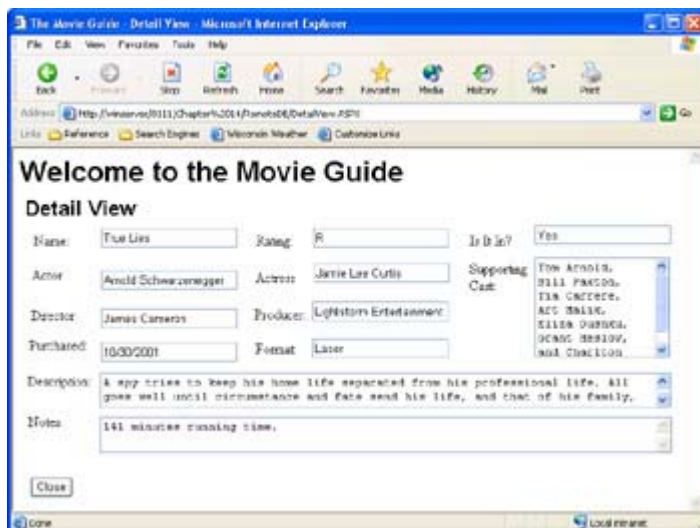 The Movie Guide - Detail View - Microsoft Internet Explorer
File Edit View Favorites Tools Help
Back Forward Stop Refresh Home Search Favorites Media History Mail Print
Address Go
Links Reference Search Engines Wisconsin Weather Customize Links
Welcome to the Movie Guide
Detail View
Name: True Lies Rating: R Is It In? Yes
Actor Arnold Schwarzenegger Actress Jamie Lee Curtis Supporting Cast: Tom Arnold,
Bill Paxton,
Tia Carrere,
Art Malik,
Eliza Dushku,
Grant Heslov,
and Charlton
Director James Cameron Producer Lightstorm Entertainment
Purchased: 10/30/2001 Format Laser
Description: A spy tries to keep his home life separated from his professional life. All
goes well until circumstance and fate send his life, and that of his family,
Notes 141 minutes running time.
Close
Done Local intranet